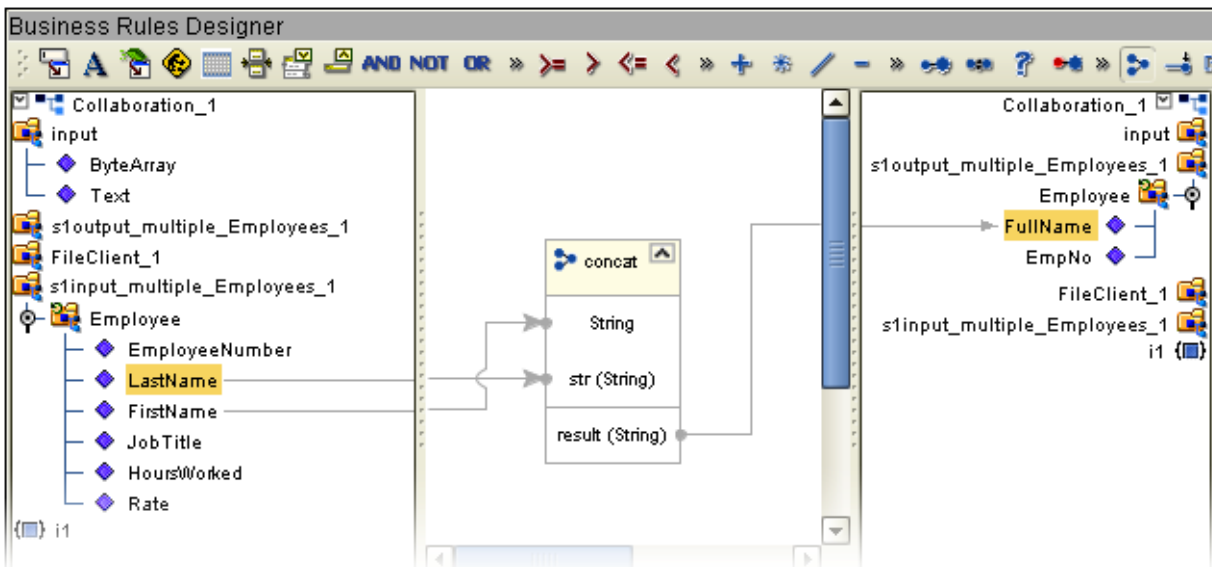 Business Rules Designer
A AND NOT OR » >= > <= < » + / - » ? »
Collaboration_1
input
ByteArray
Text
s1output_multiple_Employees_1
FileClient_1
s1input_multiple_Employees_1
Employee
EmployeeNumber
LastName
FirstName
JobTitle
HoursWorked
Rate
{} i1
concat
String
str (String)
result (String)
Collaboration_1
input
s1output_multiple_Employees_1
Employee
FullName
EmpNo
FileClient_1
s1input_multiple_Employees_1
i1 {}